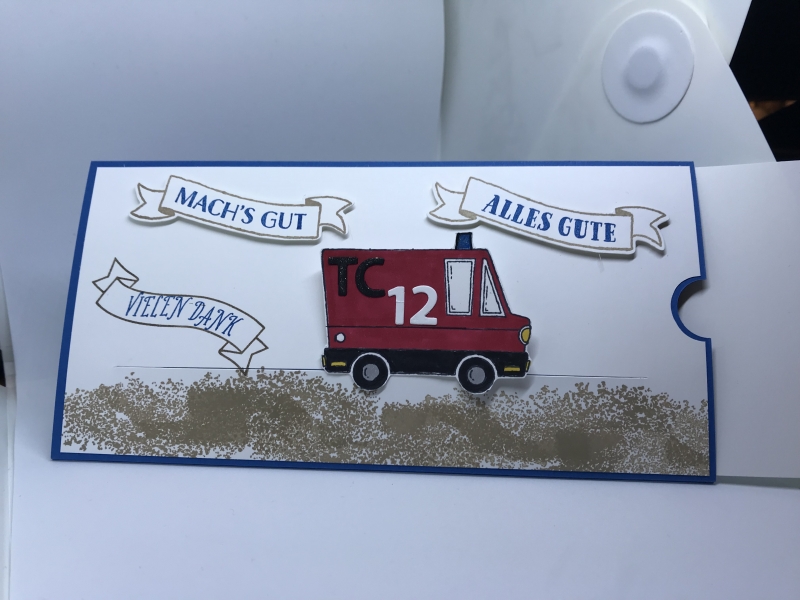 MACH'S GUT
ALLES GUTE
VIELEN DANK
TC
12